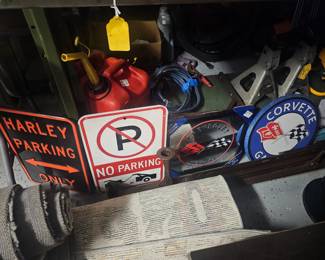 HARLEY
PARKING
ONLY
P
NO PARKING
CORVETTE